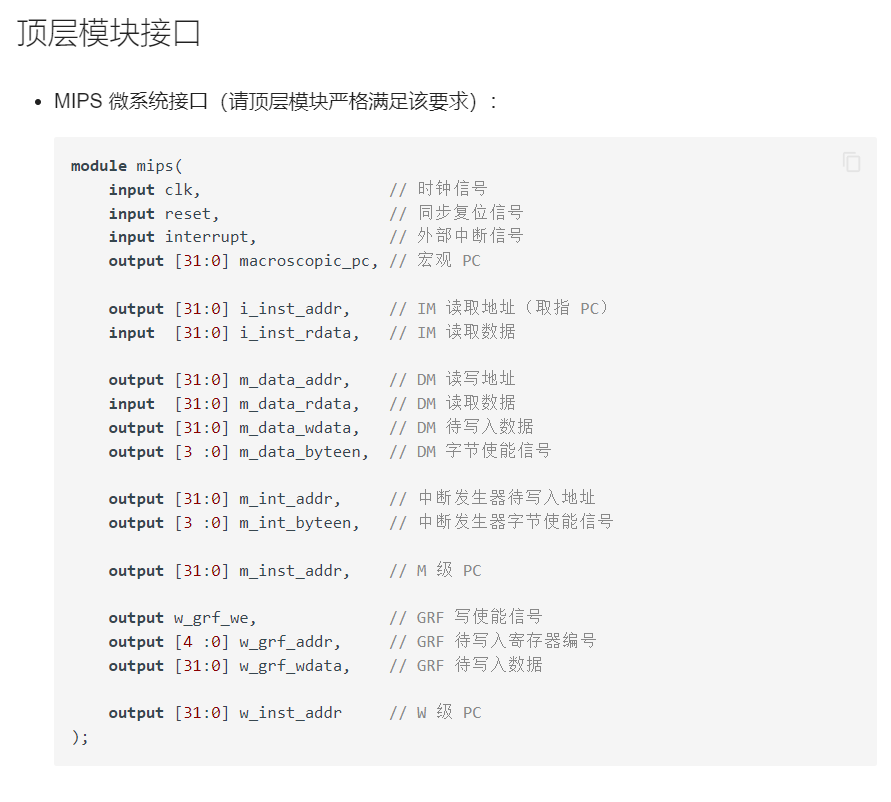 顶层模块接口
• MIPS 微系统接口（请顶层模块严格满足该要求）：
module mips(
    input clk,                    // 时钟信号
    input reset,                  // 同步复位信号
    input interrupt,              // 外部中断信号
    output [31:0] macroscopic_pc, // 宏观 PC

    output [31:0] i_inst_addr,    // IM 读取地址（取指 PC）
    input  [31:0] i_inst_rdata,   // IM 读取数据

    output [31:0] m_data_addr,    // DM 读写地址
    input  [31:0] m_data_rdata,   // DM 读取数据
    output [31:0] m_data_wdata,   // DM 待写入数据
    output [3 :0] m_data_byteen,  // DM 字节使能信号

    output [31:0] m_int_addr,     // 中断发生器待写入地址
    output [3 :0] m_int_byteen,   // 中断发生器字节使能信号

    output [31:0] m_inst_addr,    // M 级 PC

    output w_grf_we,              // GRF 写使能信号
    output [4 :0] w_grf_addr,     // GRF 待写入寄存器编号
    output [31:0] w_grf_wdata,    // GRF 待写入数据

    output [31:0] w_inst_addr     // W 级 PC
);